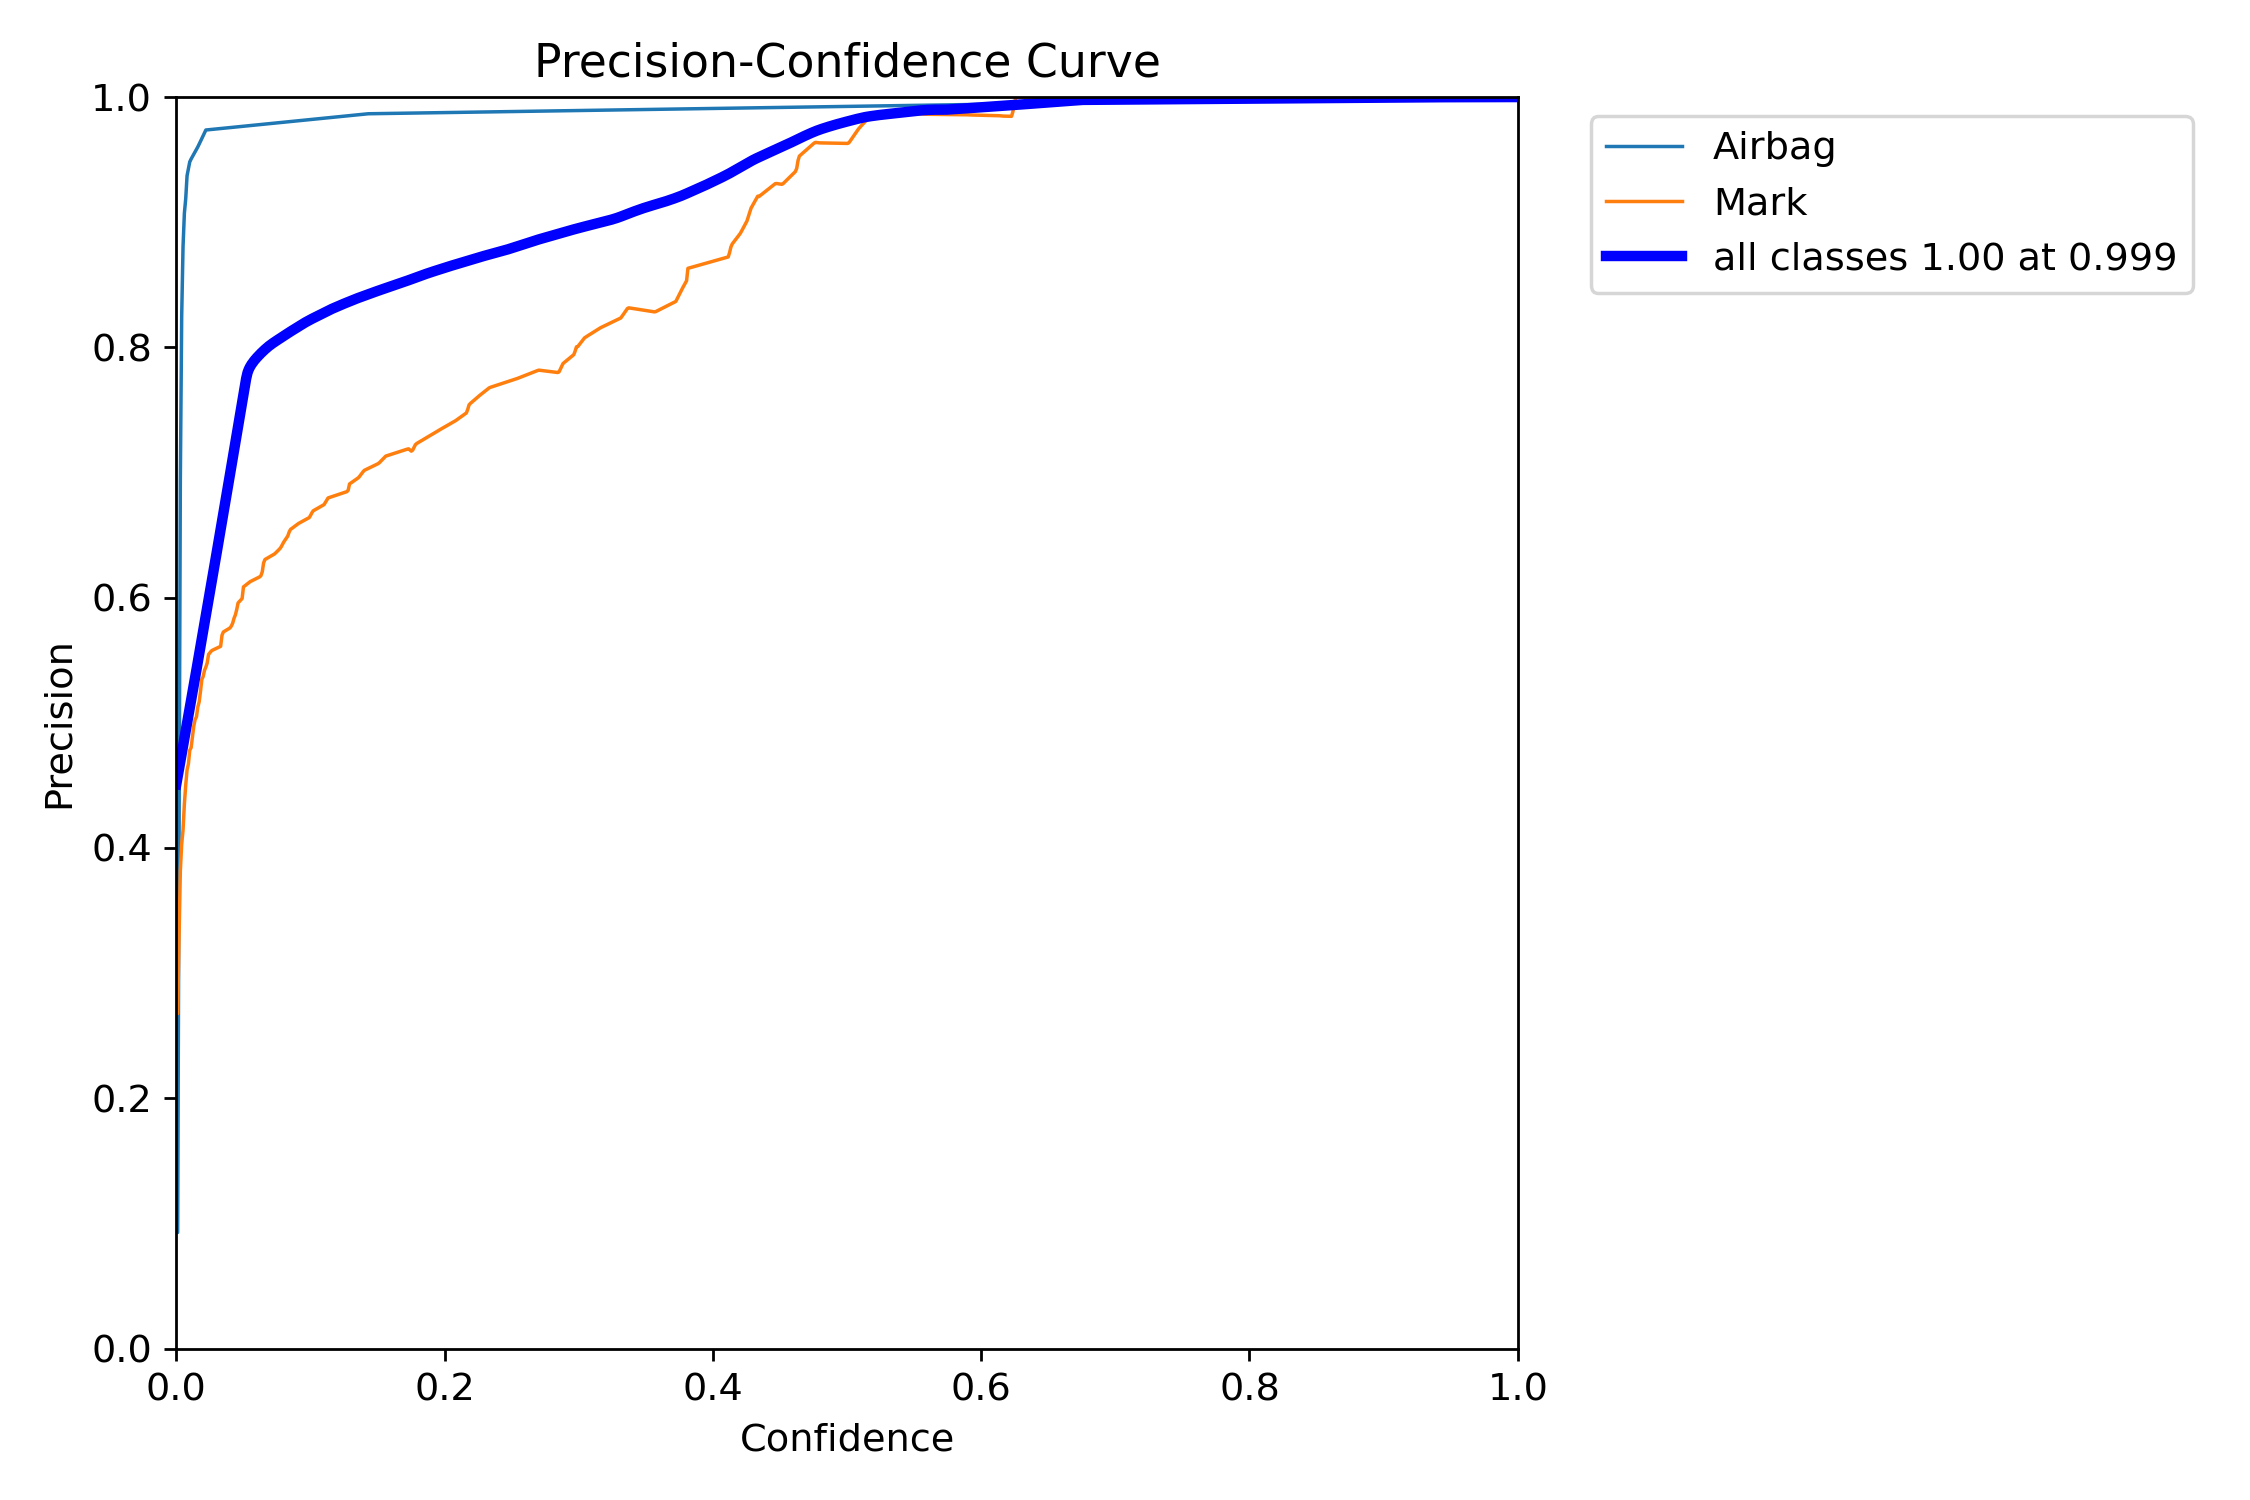 Precision-Confidence Curve
1.0
0.8
0.6
0.4
0.2
0.0
Precision
0.0 0.2 0.4 0.6 0.8 1.0
Confidence
Airbag
Mark
all classes 1.00 at 0.999